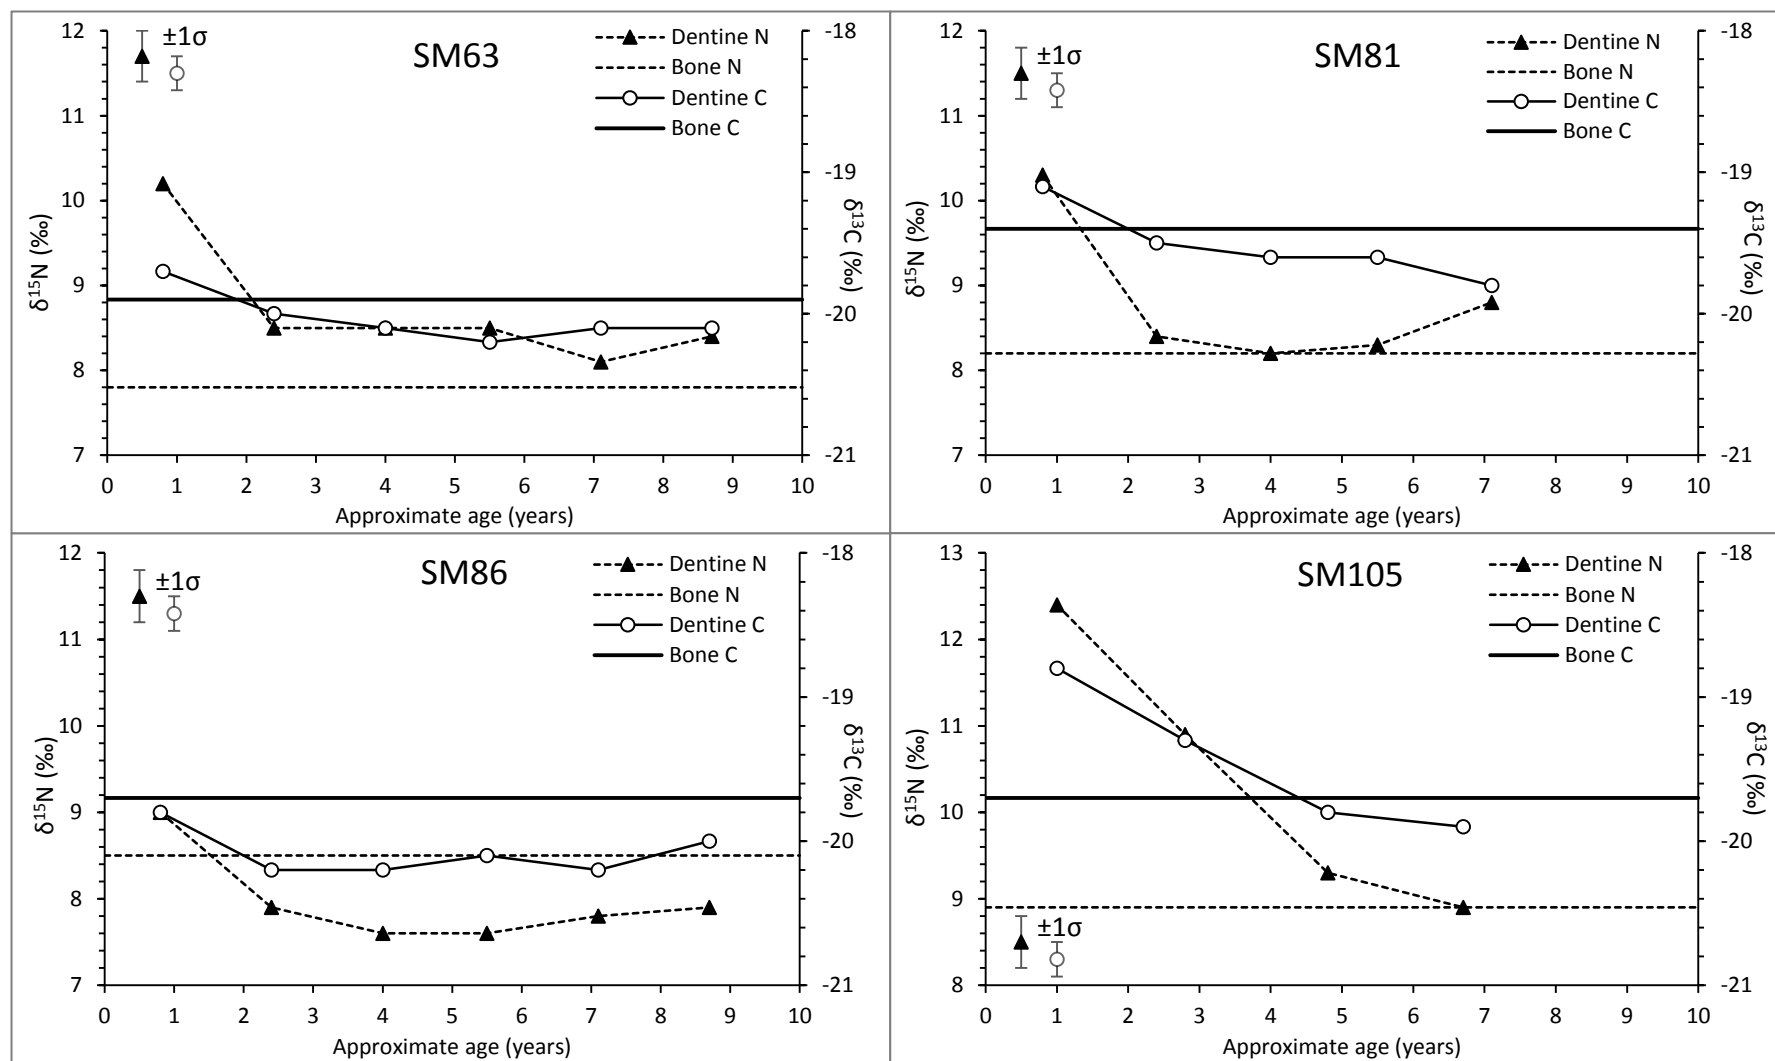 SM63
±1σ
Dentine N
Bone N
Dentine C
Bone C
12
11
10
9
8
7
δ¹⁵N (‰)
-18
-19
-20
-21
δ¹³C (‰)
0 1 2 3 4 5 6 7 8 9 10
Approximate age (years)
SM81
±1σ
Dentine N
Bone N
Dentine C
Bone C
12
11
10
9
8
7
δ¹⁵N (‰)
-18
-19
-20
-21
δ¹³C (‰)
0 1 2 3 4 5 6 7 8 9 10
Approximate age (years)
SM86
±1σ
Dentine N
Bone N
Dentine C
Bone C
12
11
10
9
8
7
δ¹⁵N (‰)
-18
-19
-20
-21
δ¹³C (‰)
0 1 2 3 4 5 6 7 8 9 10
Approximate age (years)
SM105
Dentine N
Bone N
Dentine C
Bone C
13
12
11
10
9
8
δ¹⁵N (‰)
-18
-19
-20
-21
δ¹³C (‰)
±1σ
0 1 2 3 4 5 6 7 8 9 10
Approximate age (years)